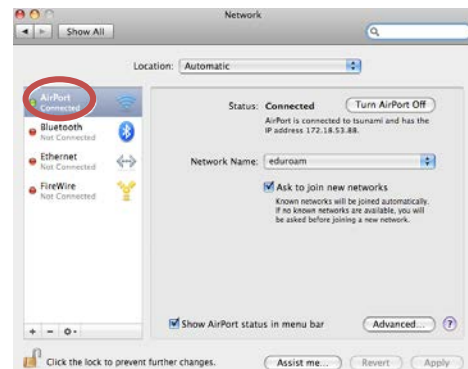 Network
Show All
Location: Automatic
AirPort
Connected
Bluetooth
Not Connected
Ethernet
Not Connected
FireWire
Not Connected
Status: Connected
Turn AirPort Off
AirPort is connected to tsunami and has the
IP address 172.18.53.88.
Network Name: eduroam
Ask to join new networks
Known networks will be joined automatically.
If no known networks are available, you will
be asked before joining a new network.
Show AirPort status in menu bar
Advanced... ?
+ –
Click the lock to prevent further changes.
Assist me... Revert Apply